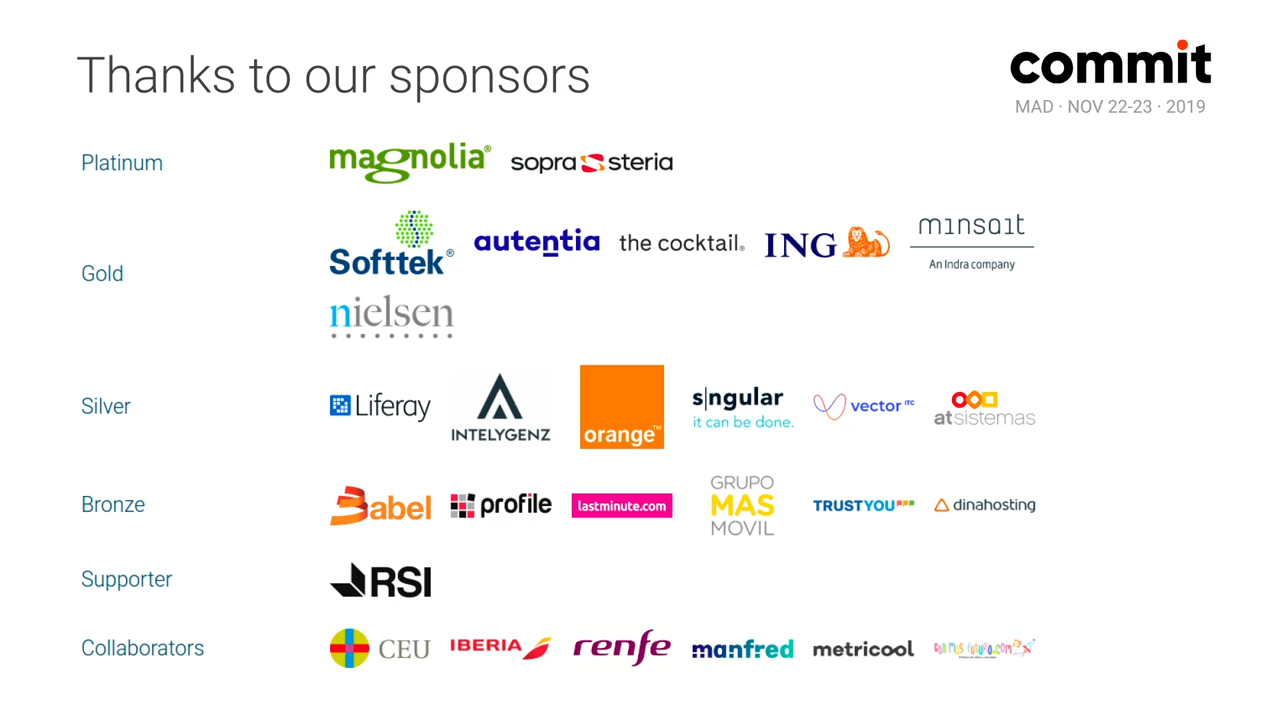 Thanks to our sponsors
commit
MAD · NOV 22-23 · 2019
Platinum
magnolia®
sopra steria
Gold
Softtek®
autentia
the cocktail®
ING
minsait
An Indra company
nielsen
Silver
Liferay
INTELYGENZ
orange™
s|ngular
it can be done.
vector ITC
atsistemas
Bronze
Babel
profile
lastminute.com
GRUPO
MAS
MOVIL
TRUSTYOU
dinahosting
Supporter
RSI
Collaborators
CEU
IBERIA
renfe
manfred
metricool